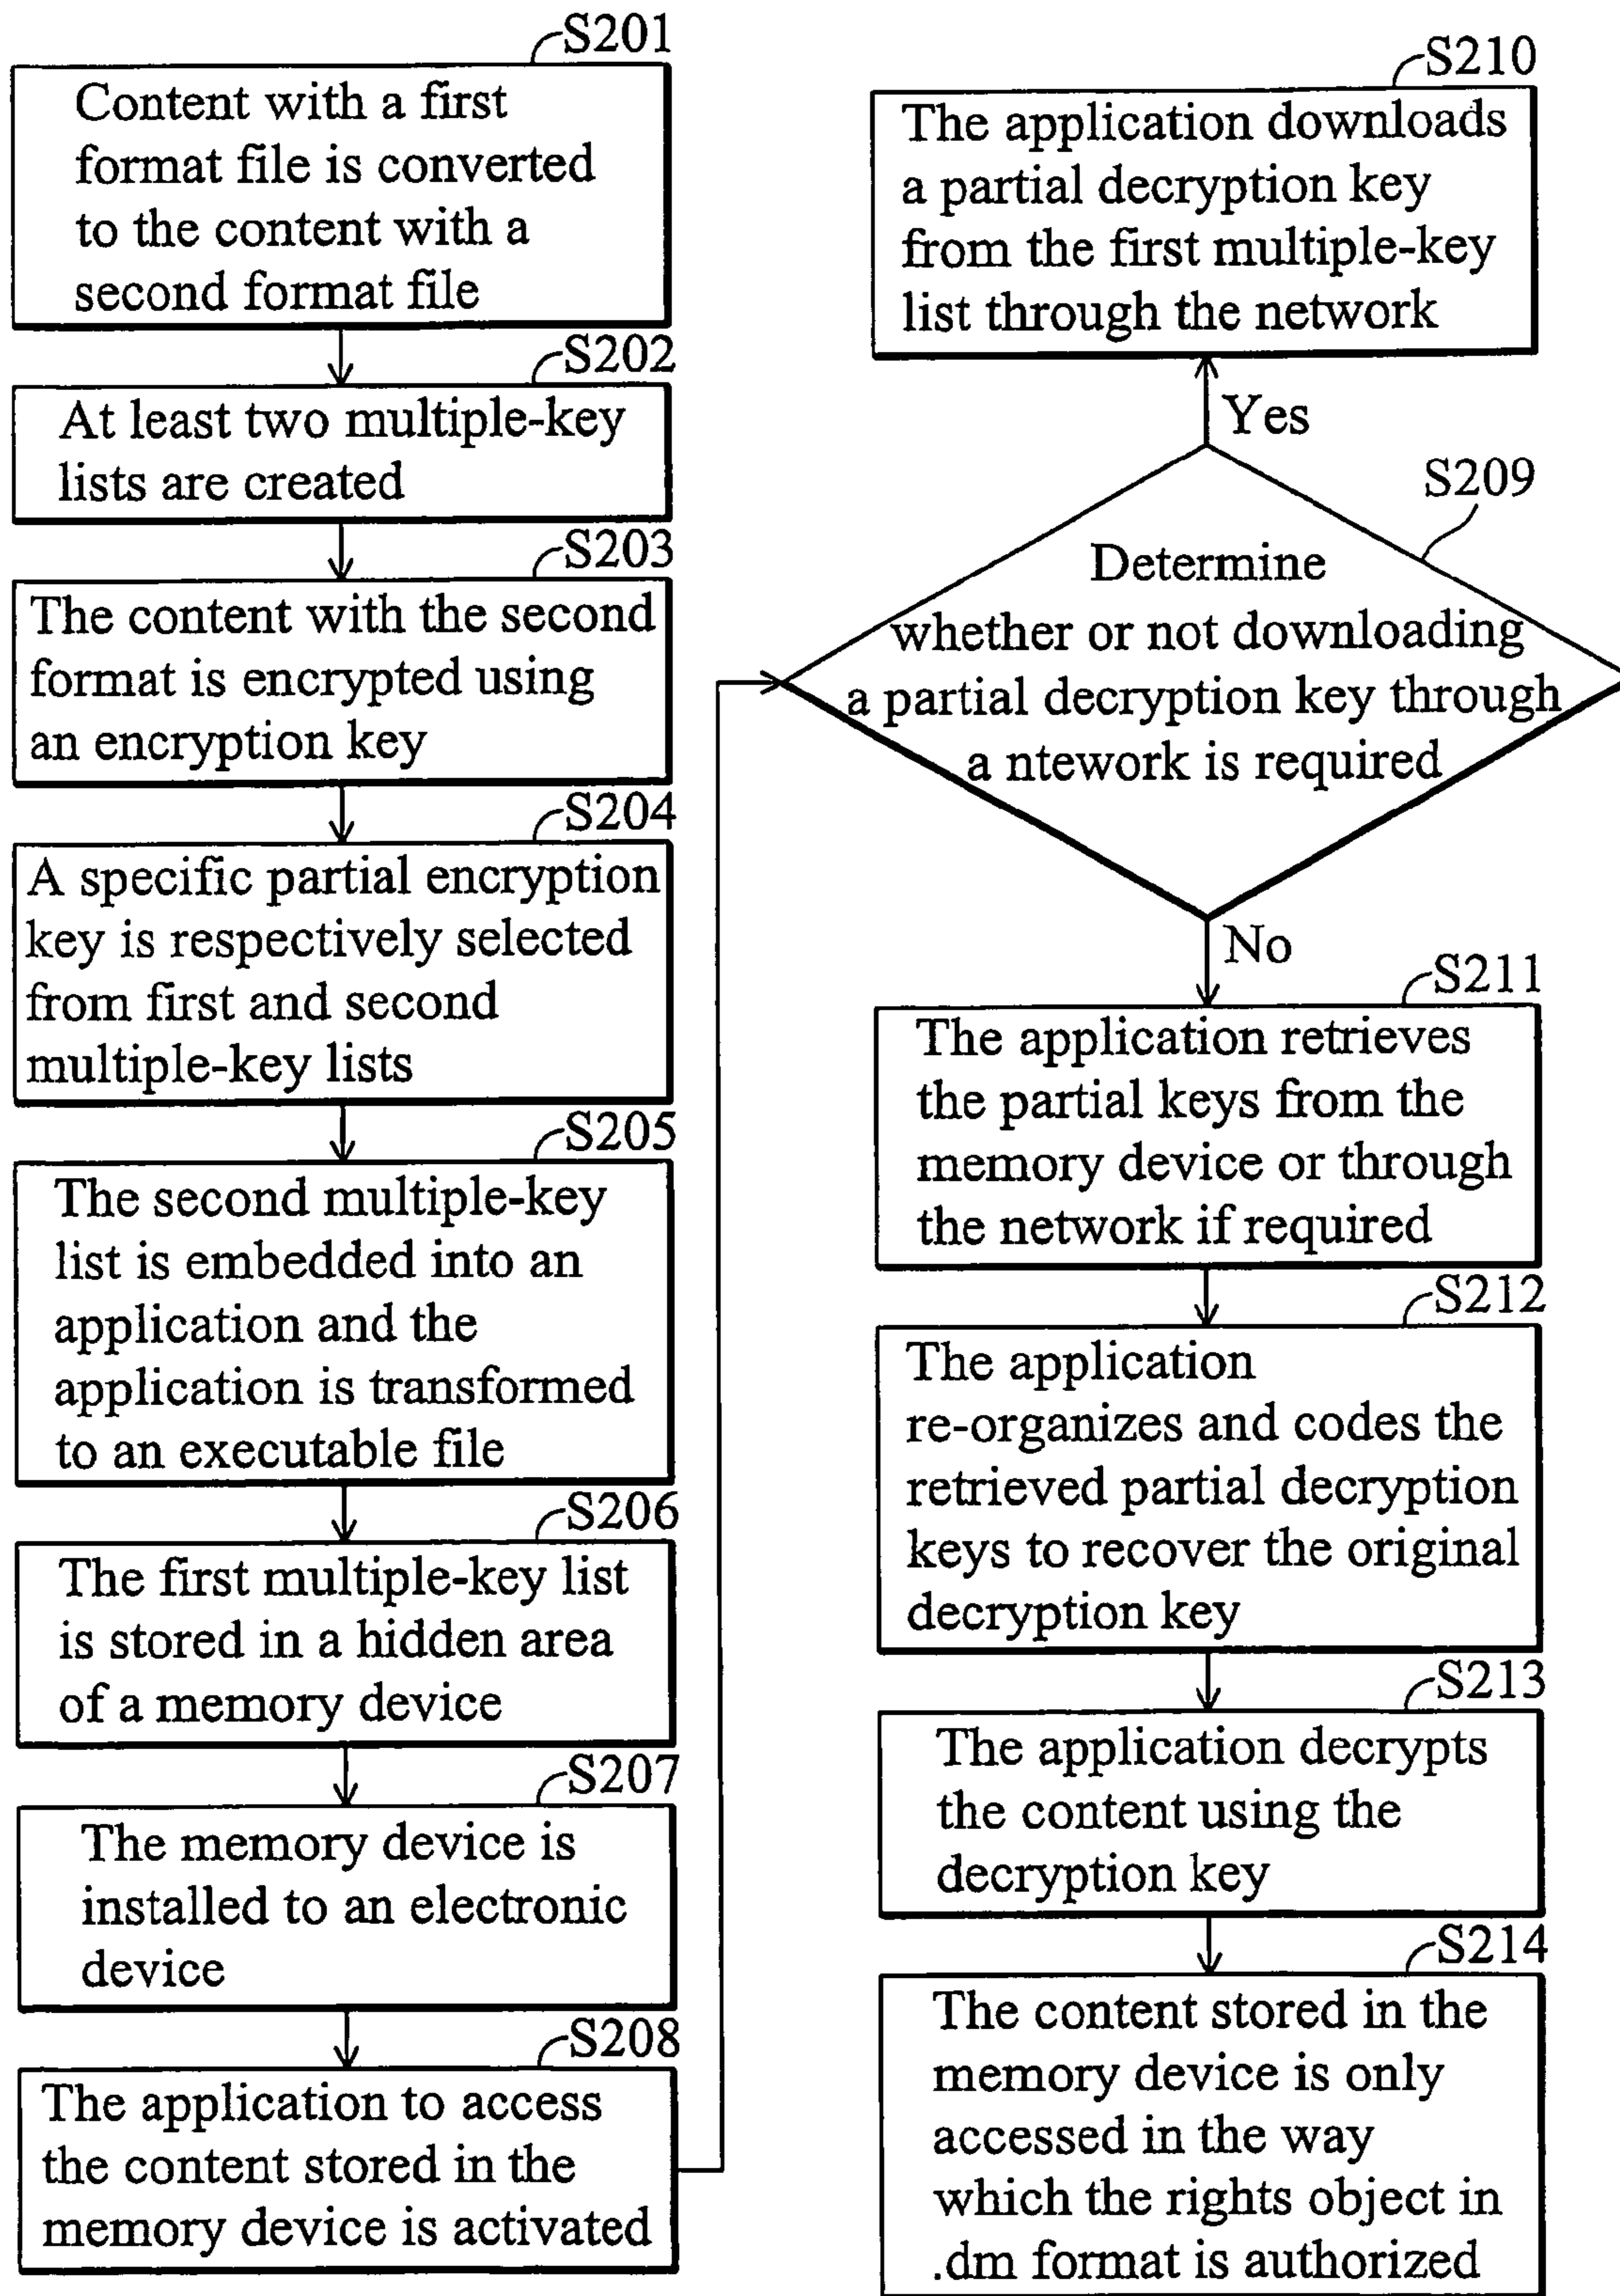 S201
Content with a first
format file is converted
to the content with a
second format file
S202
At least two multiple-key
lists are created
S203
The content with the second
format is encrypted using
an encryption key
S204
A specific partial encryption
key is respectively selected
from first and second
multiple-key lists
S205
The second multiple-key
list is embedded into an
application and the
application is transformed
to an executable file
S206
The first multiple-key list
is stored in a hidden area
of a memory device
S207
The memory device is
installed to an electronic
device
S208
The application to access
the content stored in the
memory device is activated
S210
The application downloads
a partial decryption key
from the first multiple-key
list through the network
Yes
S209
Determine
whether or not downloading
a partial decryption key through
a ntework is required
No
S211
The application retrieves
the partial keys from the
memory device or through
the network if required
S212
The application
re-organizes and codes the
retrieved partial decryption
keys to recover the original
decryption key
S213
The application decrypts
the content using the
decryption key
S214
The content stored in the
memory device is only
accessed in the way
which the rights object in
.dm format is authorized